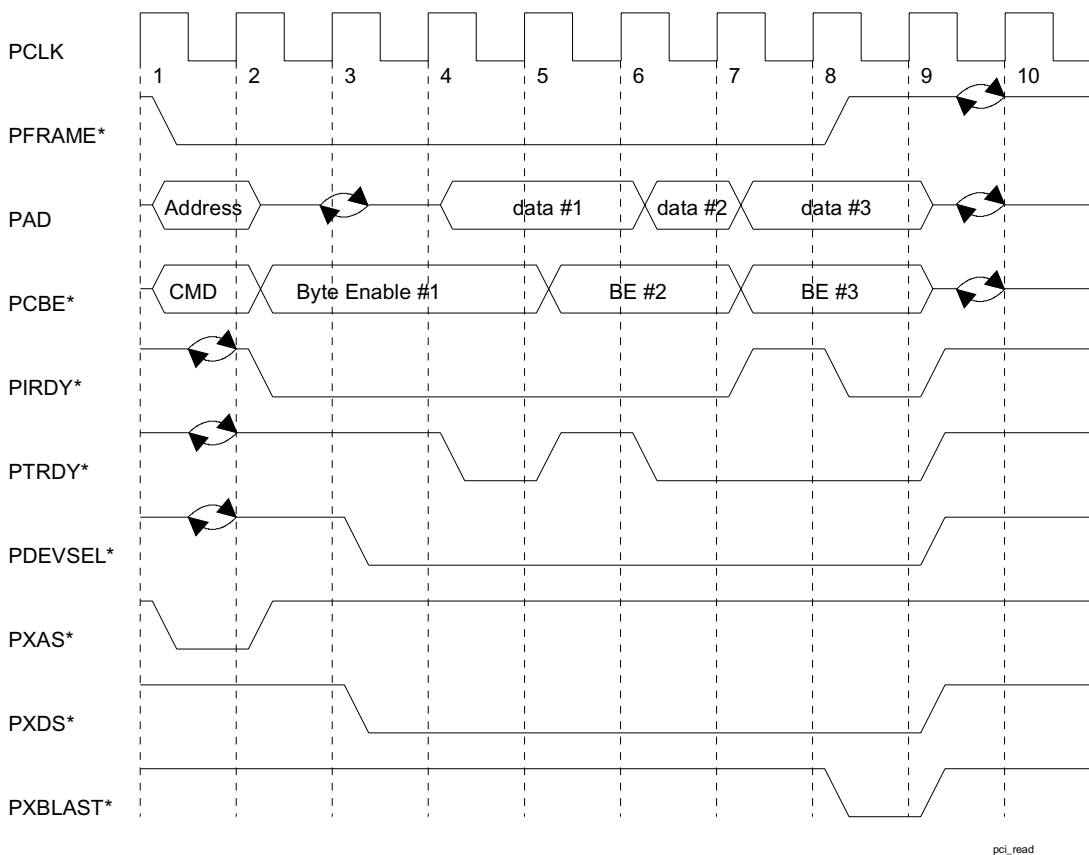 PCLK
1 2 3 4 5 6 7 8 9 10
PFRAME*
PAD Address data #1 data #2 data #3
PCBE* CMD Byte Enable #1 BE #2 BE #3
PIRDY*
PTRDY*
PDEVSEL*
PXAS*
PXDS*
PXBLAST*
pci_read